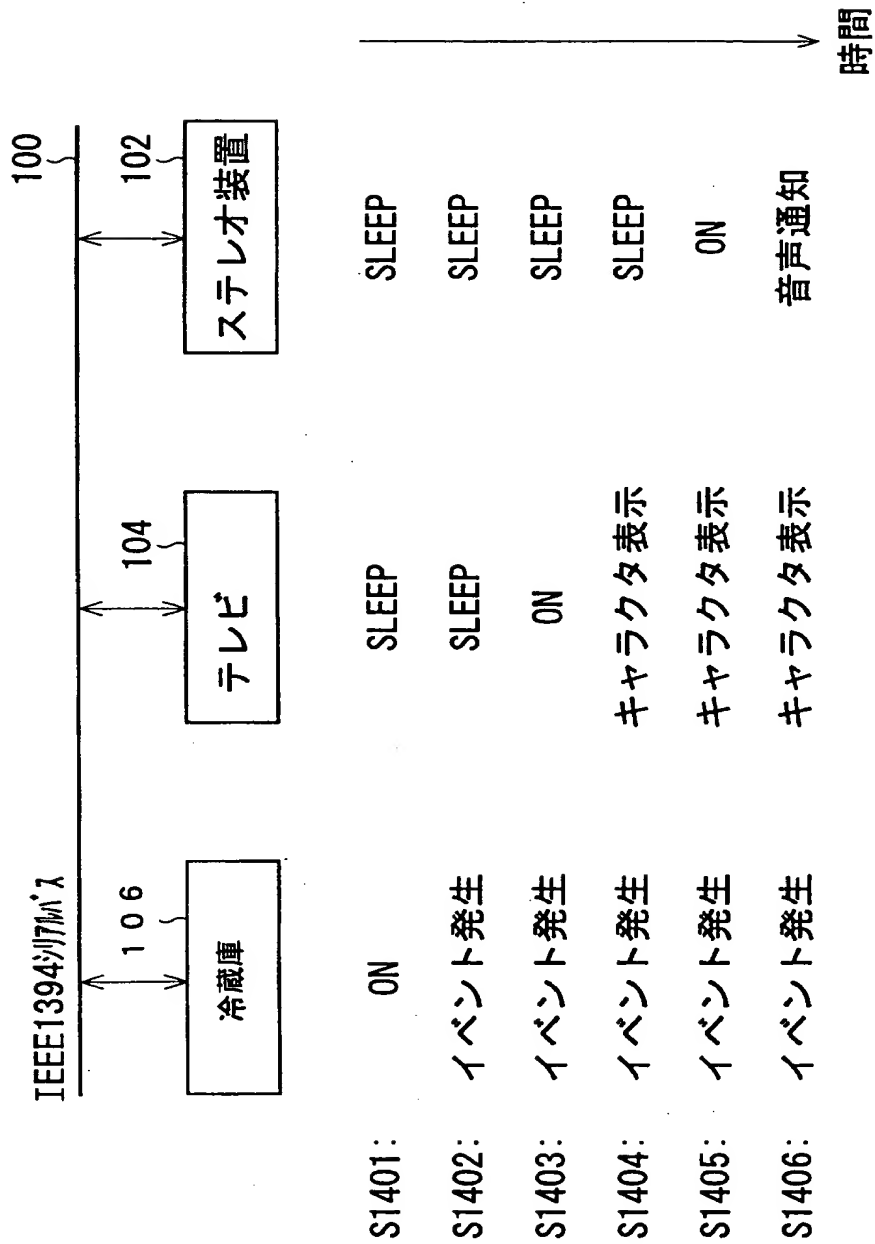 IEEE1394ｼﾘｱﾙﾊﾞｽ
100
106
104
102
冷蔵庫
テレビ
ステレオ装置
S1401: ON SLEEP SLEEP
S1402: イベント発生 SLEEP SLEEP
S1403: イベント発生 ON SLEEP
S1404: イベント発生 キャラクタ表示 SLEEP
S1405: イベント発生 キャラクタ表示 ON
S1406: イベント発生 キャラクタ表示 音声通知
時間